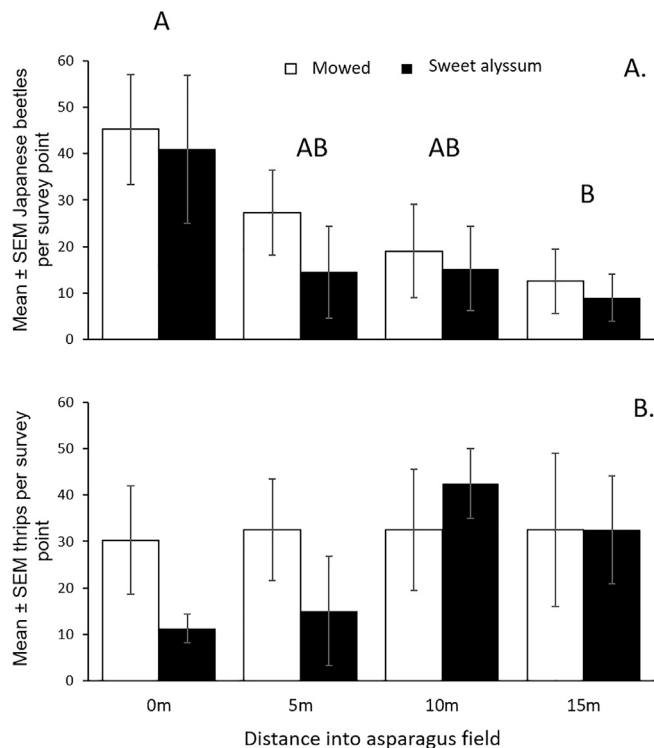 A
60 Mowed Sweet alyssum A.
50
40 AB AB
30 B
20
10
0
Mean ± SEM Japanese beetles
per survey point
60 B.
50
40
30
20
10
0
Mean ± SEM thrips per survey
point
0m 5m 10m 15m
Distance into asparagus field